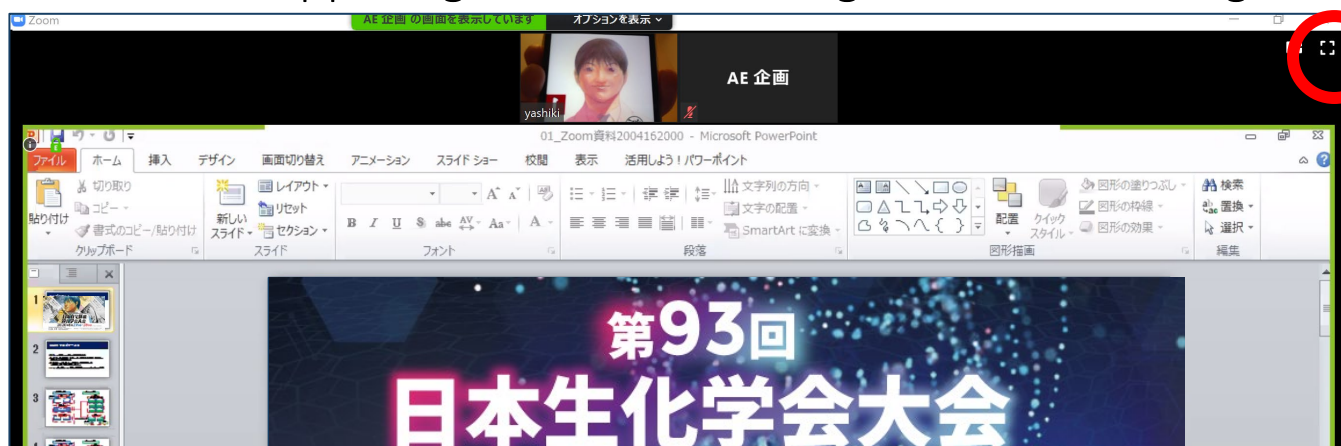 Zoom
AE 企画 の画面を表示しています
オプションを表示
yashiki
AE 企画
01_Zoom資料2004162000 - Microsoft PowerPoint
ファイル ホーム 挿入 デザイン 画面切り替え アニメーション スライド ショー 校閲 表示 活用しよう！パワーポイント
貼り付け
切り取り
コピー
書式のコピー/貼り付け
クリップボード
新しい
スライド
レイアウト
リセット
セクション
スライド
B I U S abc AV Aa A
フォント
文字列の方向
文字の配置
SmartArt に変換
段落
配置
クイック
スタイル
図形の塗りつぶし
図形の枠線
図形の効果
図形描画
検索
置換
選択
編集
1
2
3
第93回
日本生化学会大会